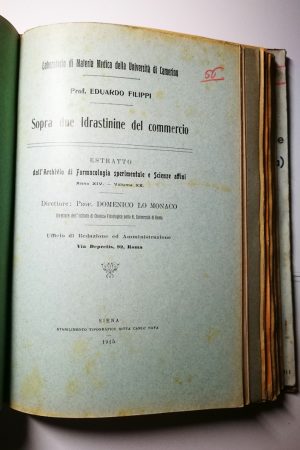 Laboratorio di Materia Medica della Università di Camerino
56
Prof. EDUARDO FILIPPI
Sopra due Idrastinine del commercio
ESTRATTO
dall'Archivio di Farmacologia sperimentale e Scienze affini
Anno XIV. - Volume XX.
Direttore: Prof. DOMENICO LO MONACO
Direttore dell'Istituto di Chimica Fisiologica della R. Università di Roma
Ufficio di Redazione ed Amministrazione
Via Depretis, 92, Roma
SIENA
STABILIMENTO TIPOGRAFICO DITTA CARLO NAVA
1915